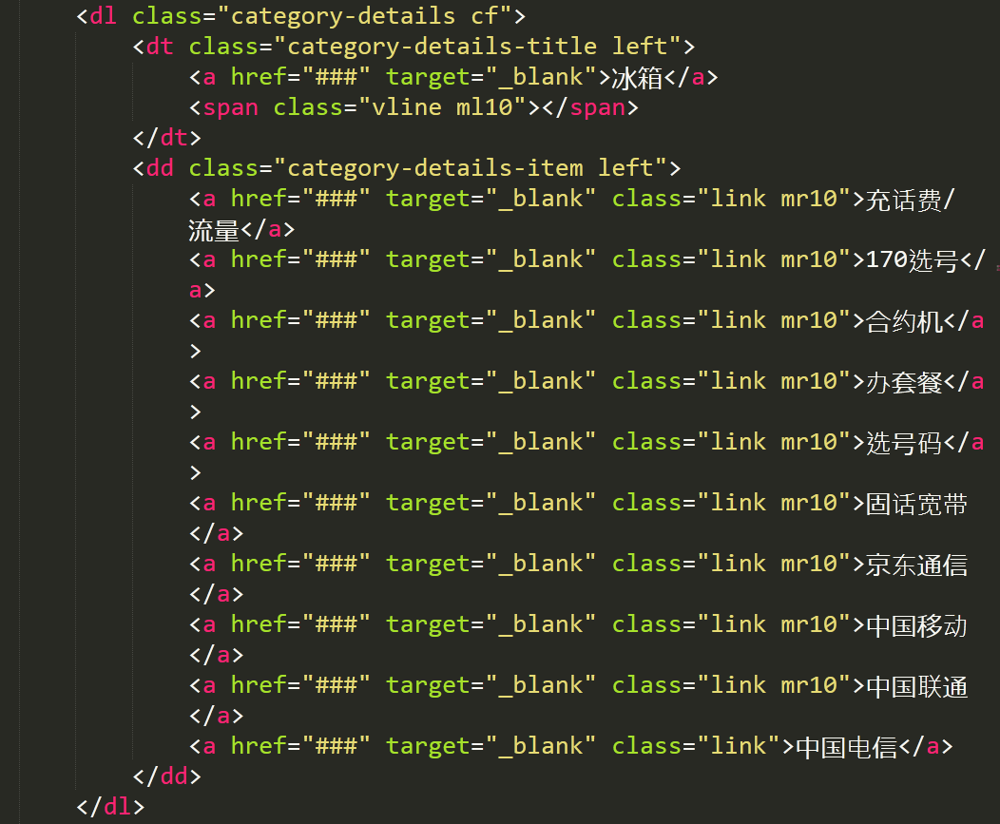 <dl class="category-details cf">
<dt class="category-details-title left">
<a href="###" target="_blank">冰箱</a>
<span class="vline ml10"></span>
</dt>
<dd class="category-details-item left">
<a href="###" target="_blank" class="link mr10">充话费/
流量</a>
<a href="###" target="_blank" class="link mr10">170选号</
a>
<a href="###" target="_blank" class="link mr10">合约机</a
>
<a href="###" target="_blank" class="link mr10">办套餐</a
>
<a href="###" target="_blank" class="link mr10">选号码</a
>
<a href="###" target="_blank" class="link mr10">固话宽带
</a>
<a href="###" target="_blank" class="link mr10">京东通信
</a>
<a href="###" target="_blank" class="link mr10">中国移动
</a>
<a href="###" target="_blank" class="link mr10">中国联通
</a>
<a href="###" target="_blank" class="link">中国电信</a>
</dd>
</dl>